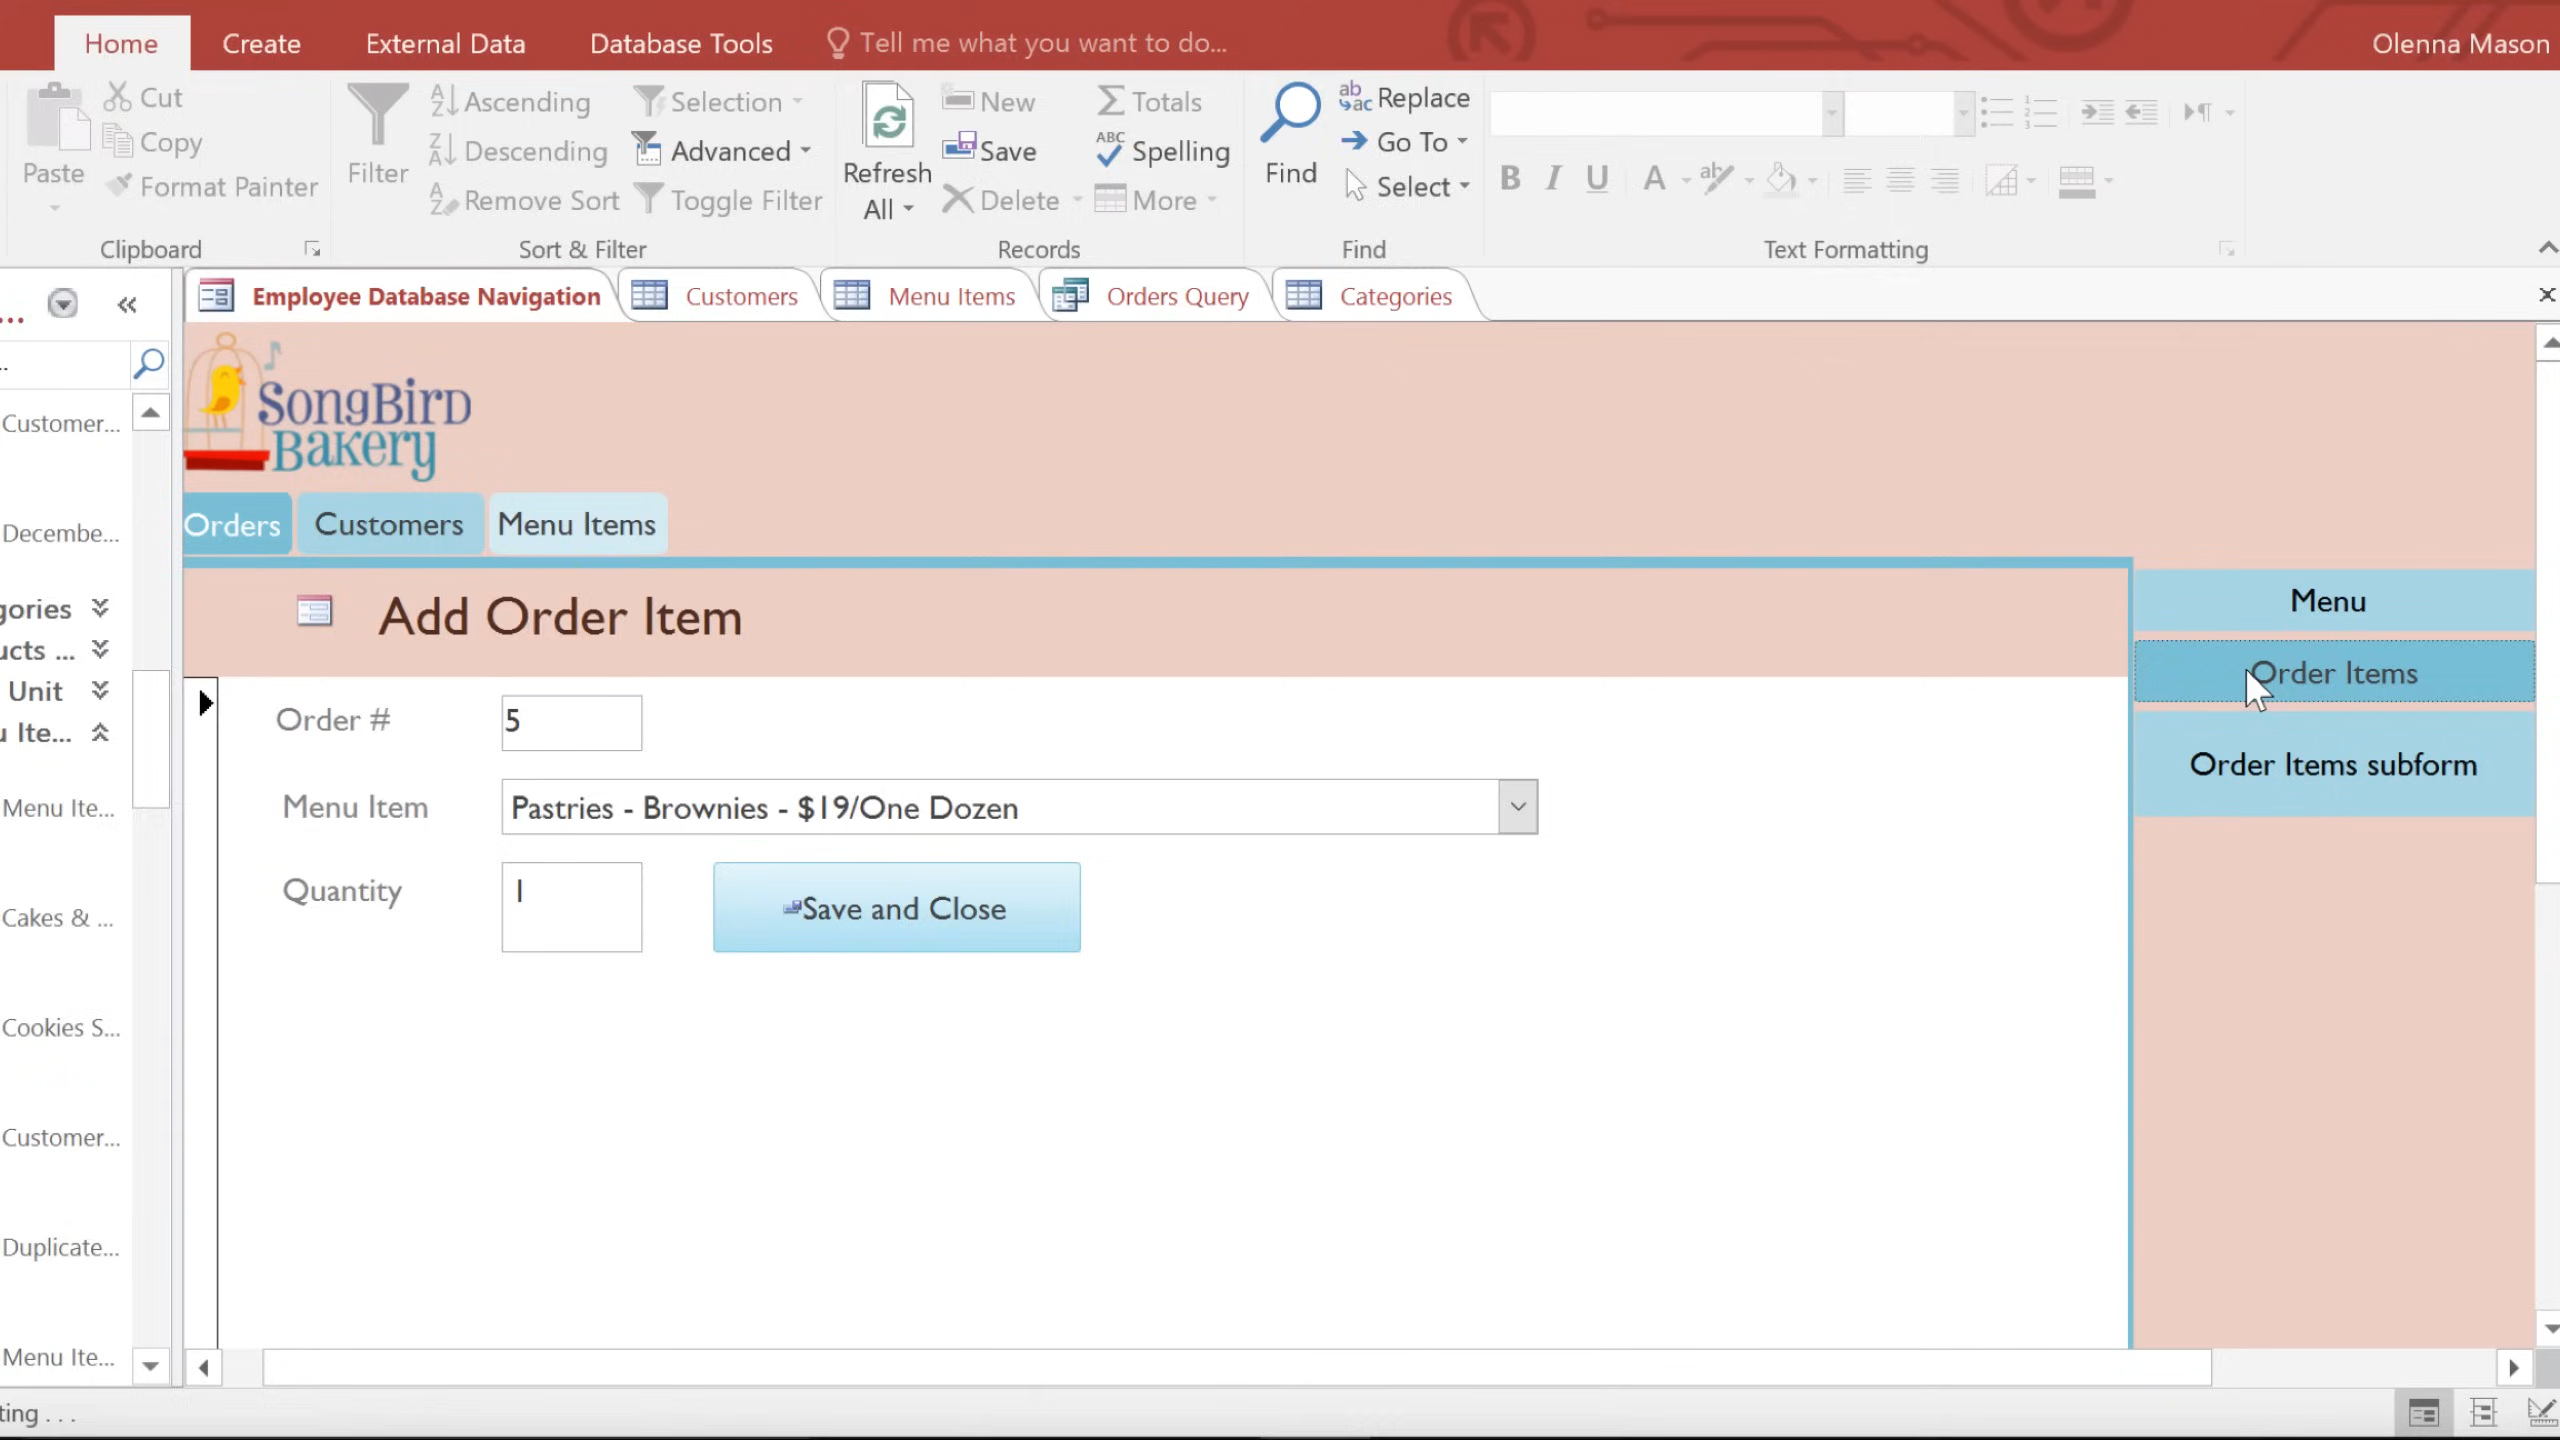 Home Create External Data Database Tools Tell me what you want to do... Olenna Mason
Paste
Cut
Copy
Format Painter
Clipboard
Filter
Ascending
Descending
Remove Sort
Selection
Advanced
Toggle Filter
Sort & Filter
Refresh
All
New
Save
Delete
Totals
Spelling
More
Records
Find
Replace
Go To
Select
Find
Text Formatting
Employee Database Navigation Customers Menu Items Orders Query Categories
Customer...
Decembe...
gories
ucts ...
Unit
u Ite...
Menu Ite...
Cakes & ...
Cookies S...
Customer...
Duplicate...
Menu Ite...
SongBird
Bakery
Orders Customers Menu Items
Add Order Item
Order # 5
Menu Item Pastries - Brownies - $19/One Dozen
Quantity 1
Save and Close
Menu
Order Items
Order Items subform
ting . . .